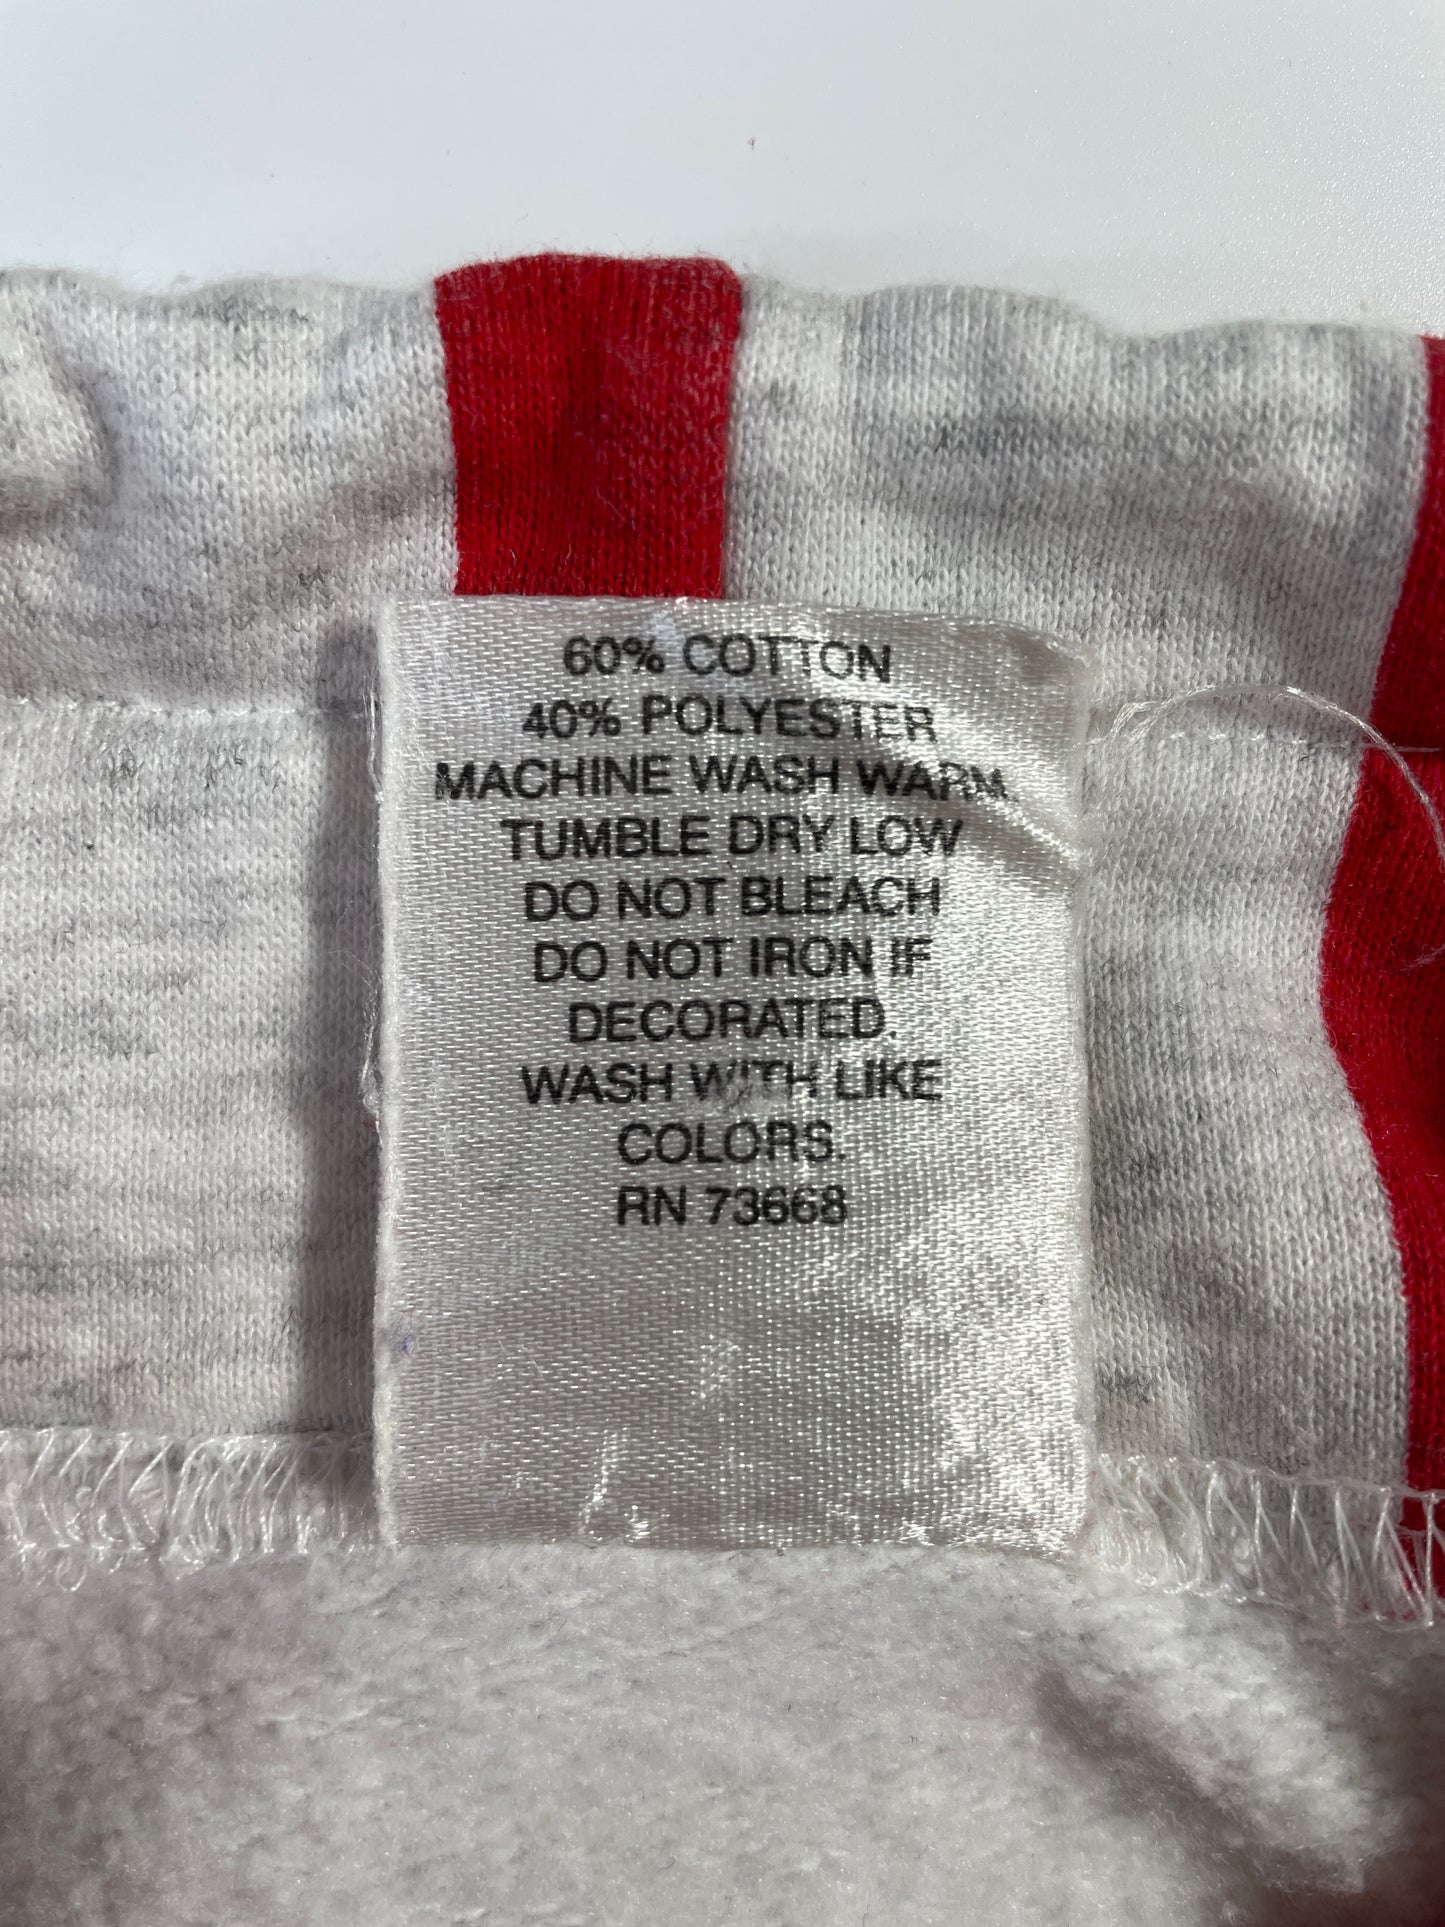 60% COTTON
40% POLYESTER
MACHINE WASH WARM.
TUMBLE DRY LOW
DO NOT BLEACH
DO NOT IRON IF
DECORATED.
WASH WITH LIKE
COLORS.
RN 73668